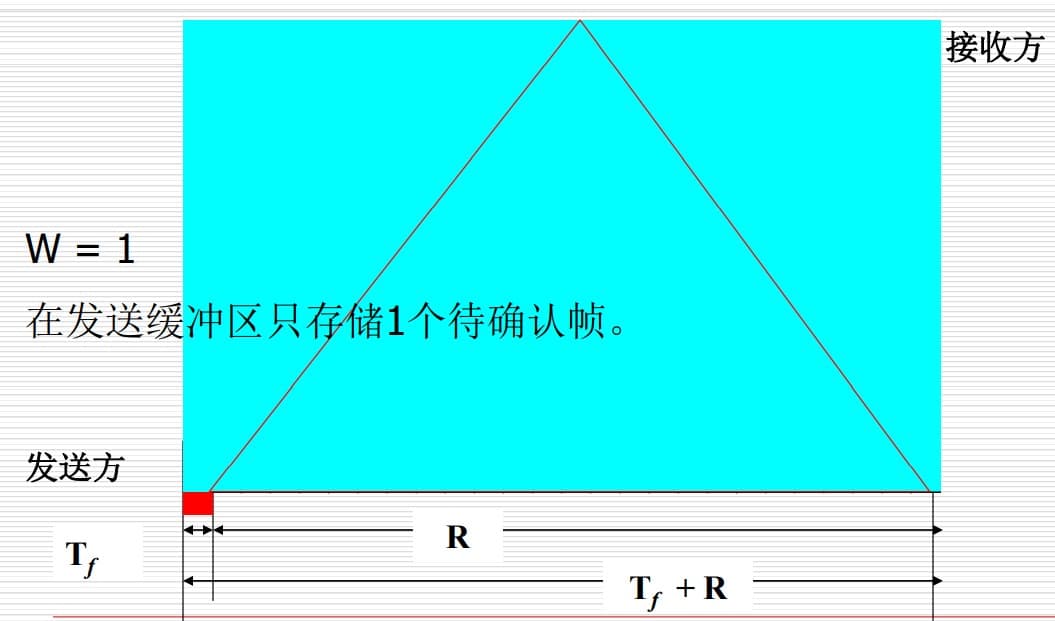 接收方
W = 1
在发送缓冲区只存储1个待确认帧。
发送方
R
T_f
T_f + R